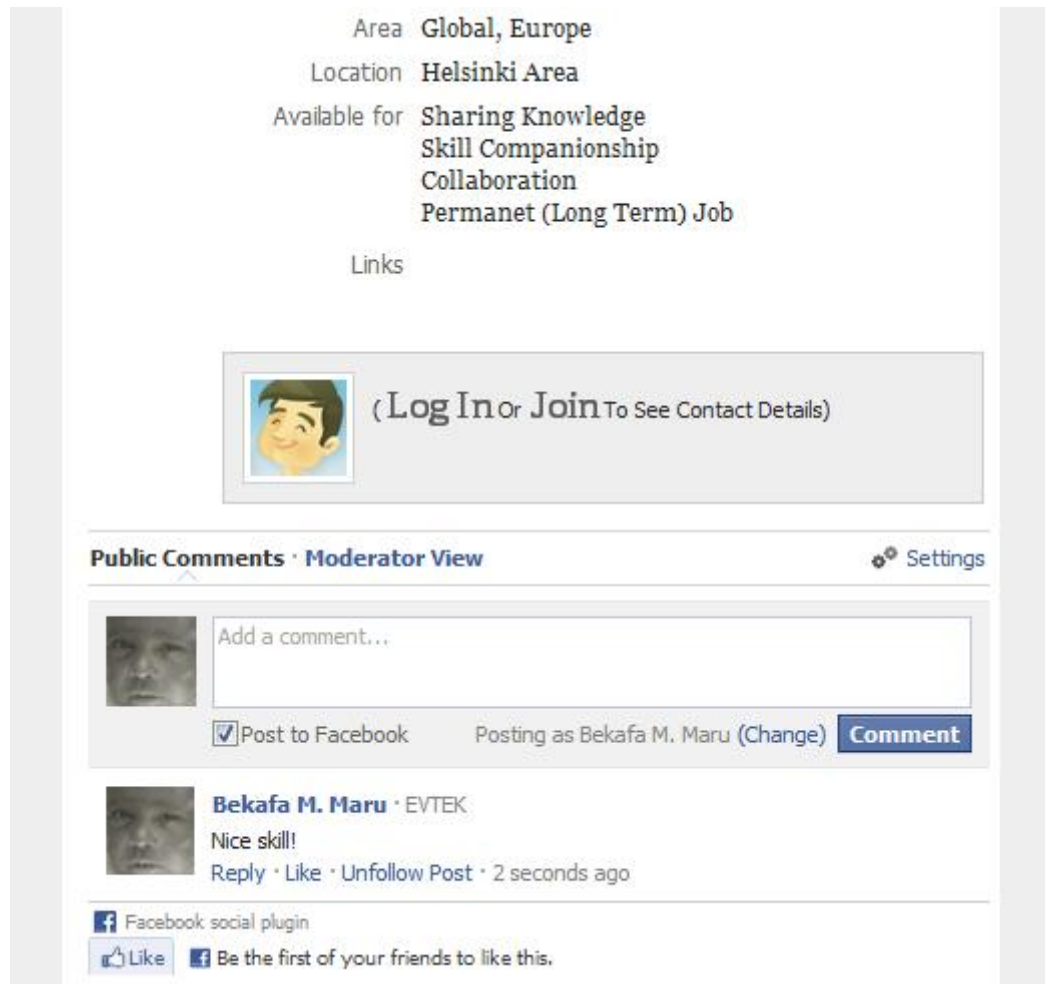 Area Global, Europe
Location Helsinki Area
Available for Sharing Knowledge
Skill Companionship
Collaboration
Permanet (Long Term) Job
Links
( Log In Or Join To See Contact Details)
Public Comments · Moderator View Settings
Add a comment...
Post to Facebook Posting as Bekafa M. Maru (Change) Comment
Bekafa M. Maru · EVTEK
Nice skill!
Reply · Like · Unfollow Post · 2 seconds ago
Facebook social plugin
Like Be the first of your friends to like this.